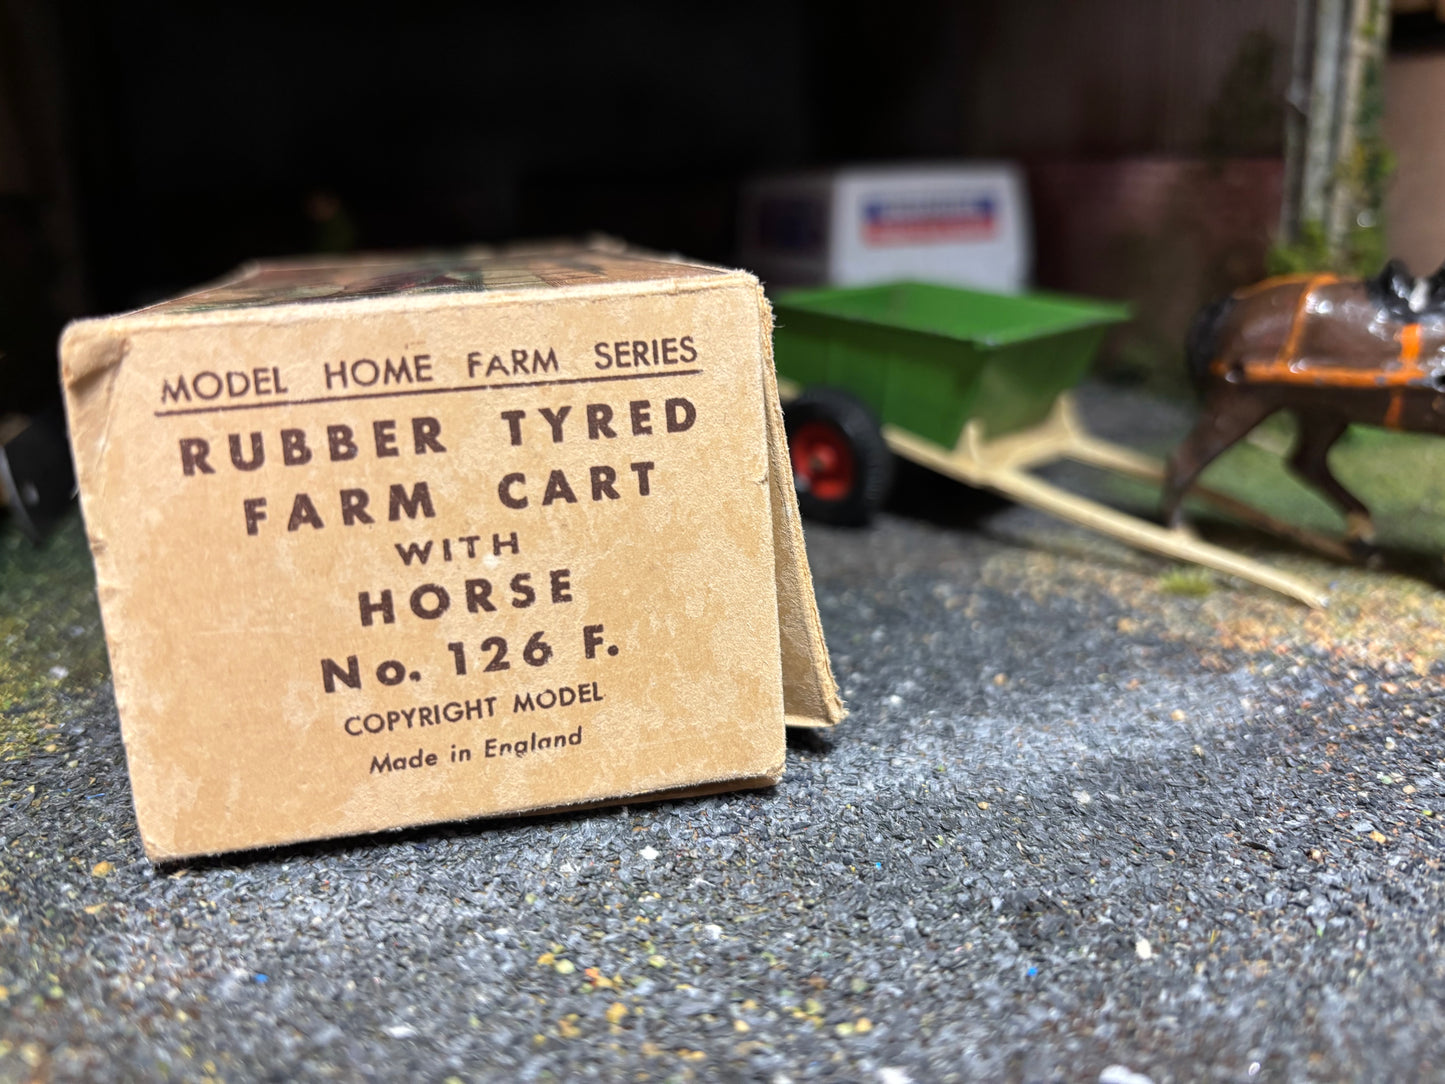 MODEL HOME FARM SERIES
RUBBER TYRED
FARM CART
WITH
HORSE
No. 126 F.
COPYRIGHT MODEL
Made in England